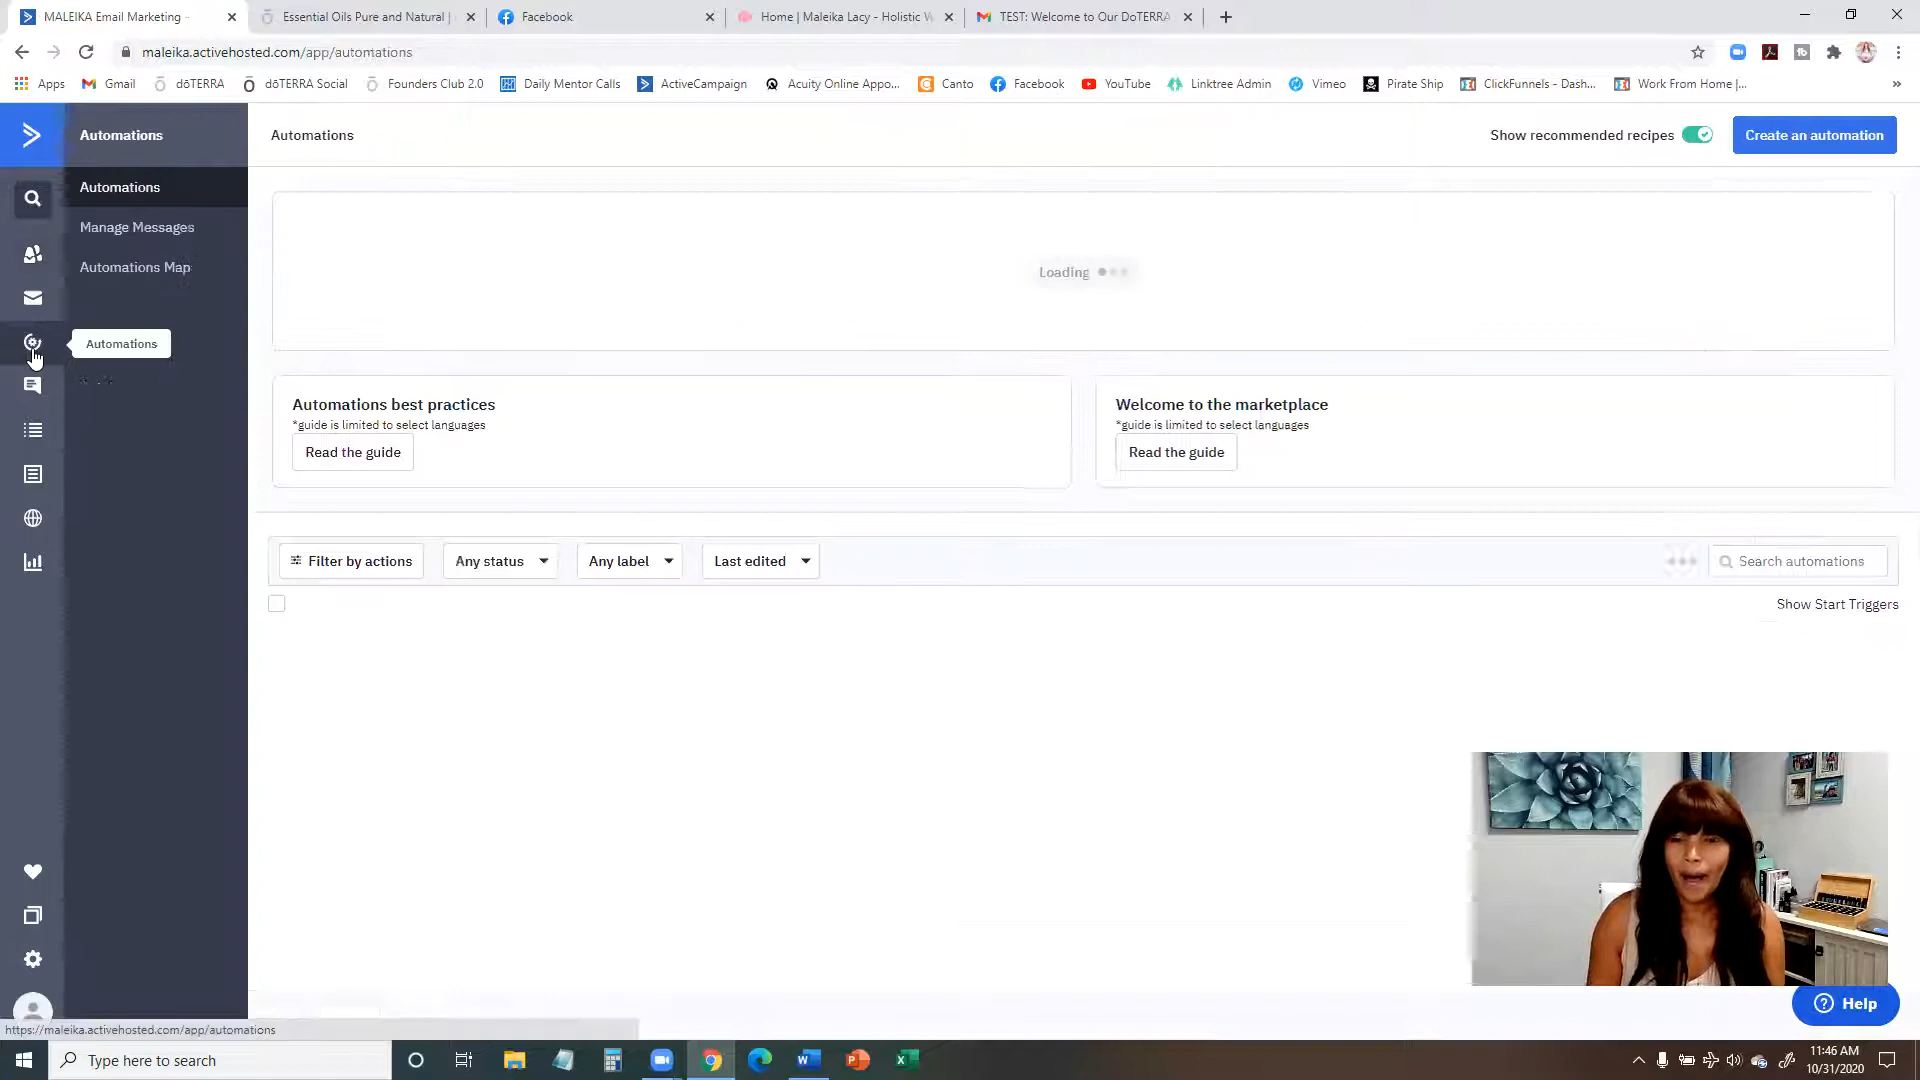 MALEIKA Email Marketing -
Essential Oils Pure and Natural |
Facebook
Home | Maleika Lacy - Holistic W
TEST: Welcome to Our DoTERRA
maleika.activehosted.com/app/automations
Apps
Gmail
dōTERRA
dōTERRA Social
Founders Club 2.0
Daily Mentor Calls
ActiveCampaign
Acuity Online Appo...
Canto
Facebook
YouTube
Linktree Admin
Vimeo
Pirate Ship
ClickFunnels - Dash...
Work From Home |...
Automations
Automations
Show recommended recipes
Create an automation
Automations
Manage Messages
Automations Map
Loading
Automations
Automations best practices
*guide is limited to select languages
Read the guide
Welcome to the marketplace
*guide is limited to select languages
Read the guide
Filter by actions
Any status
Any label
Last edited
Search automations
Show Start Triggers
Help
https://maleika.activehosted.com/app/automations
Type here to search
11:46 AM
10/31/2020